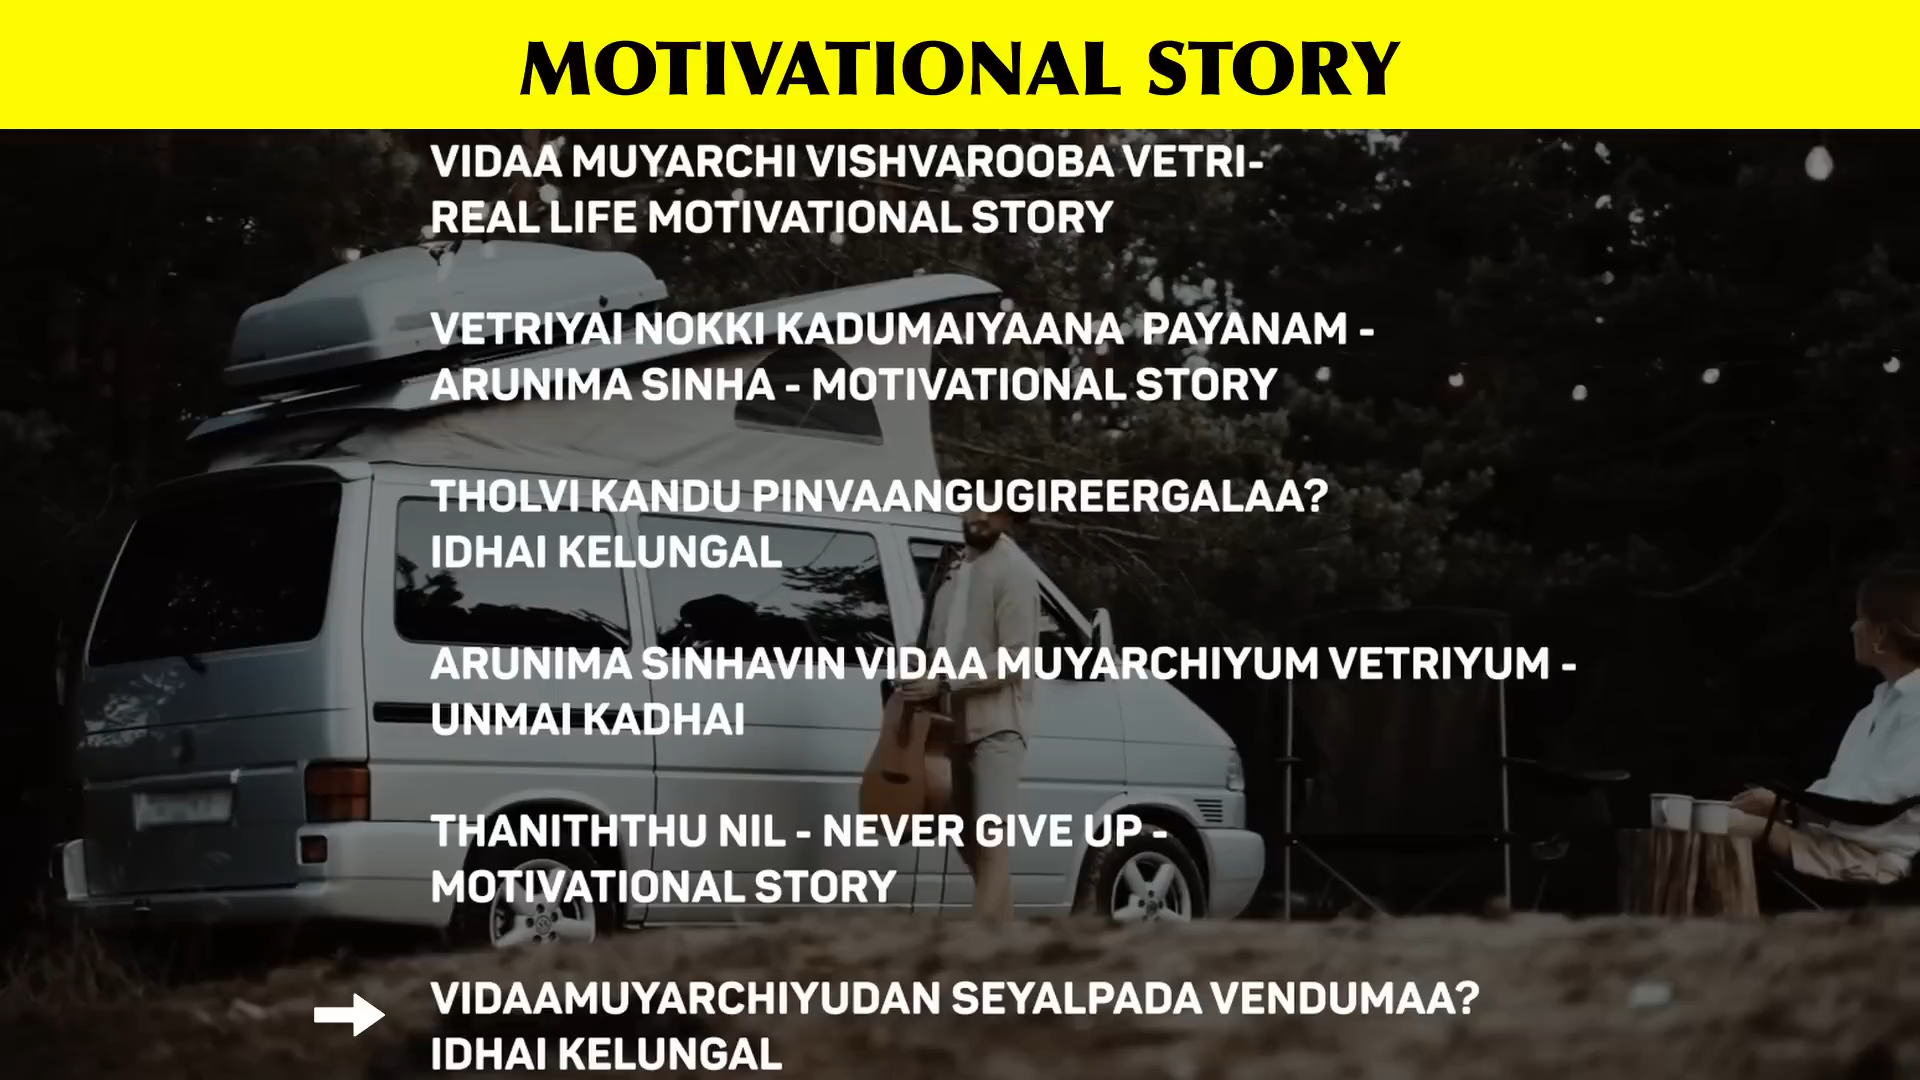 MOTIVATIONAL STORY
VIDAA MUYARCHI VISHVAROOBA VETRI-
REAL LIFE MOTIVATIONAL STORY
VETRIYAI NOKKI KADUMAIYAANA PAYANAM -
ARUNIMA SINHA - MOTIVATIONAL STORY
THOLVI KANDU PINVAANGUGIREERGALAA?
IDHAI KELUNGAL
ARUNIMA SINHAVIN VIDAA MUYARCHIYUM VETRIYUM -
UNMAI KADHAI
THANITHTHU NIL - NEVER GIVE UP -
MOTIVATIONAL STORY
VIDAAMUYARCHIYUDAN SEYALPADA VENDUMAA?
IDHAI KELUNGAL